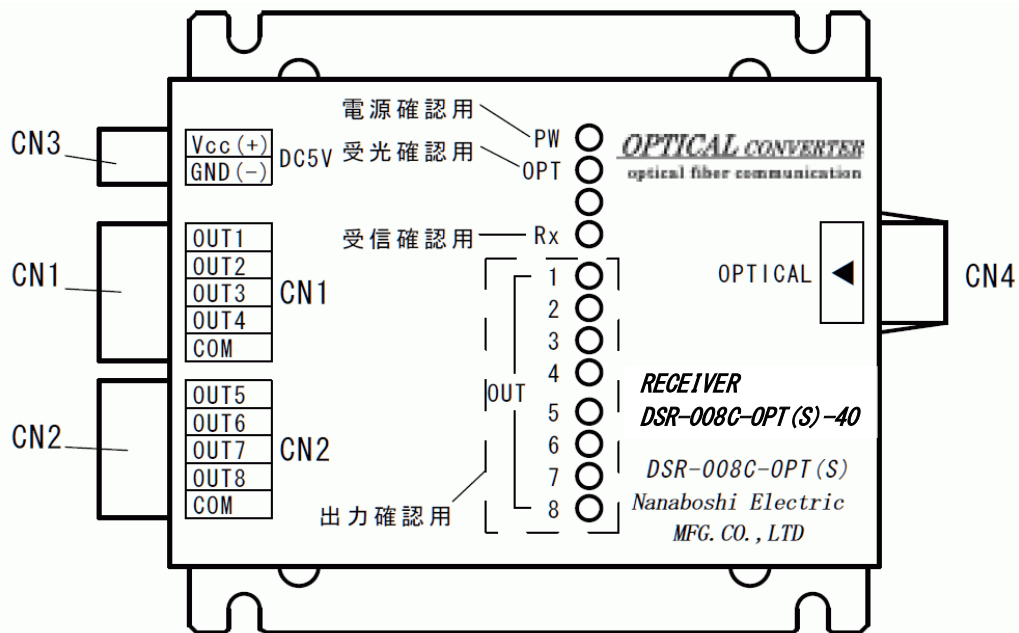 CN3
Vcc(+)
GND(-)
DC5V
電源確認用
PW
受光確認用
OPT
OPTICAL CONVERTER
optical fiber communication
受信確認用
Rx
CN1
OUT1
OUT2
OUT3
OUT4
COM
CN1
OPTICAL
CN4
1
2
3
4
5
6
7
8
OUT
CN2
OUT5
OUT6
OUT7
OUT8
COM
CN2
出力確認用
RECEIVER
DSR-008C-OPT(S)-40
DSR-008C-OPT(S)
Nanaboshi Electric
MFG.CO.,LTD